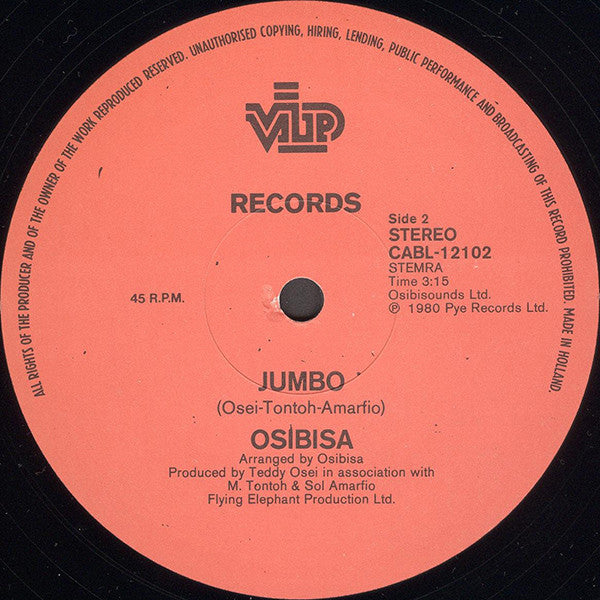 ALL RIGHTS OF THE PRODUCER AND OF THE OWNER OF THE WORK REPRODUCED RESERVED. UNAUTHORISED COPYING, HIRING, LENDING, PUBLIC PERFORMANCE AND BROADCASTING OF THIS RECORD PROHIBITED. MADE IN HOLLAND.
VIP
RECORDS
Side 2
STEREO
CABL-12102
STEMRA
Time 3:15
Osibisounds Ltd.
℗ 1980 Pye Records Ltd.
45 R.P.M.
JUMBO
(Osei-Tontoh-Amarfio)
OSIBISA
Arranged by Osibisa
Produced by Teddy Osei in association with
M. Tontoh & Sol Amarfio
Flying Elephant Production Ltd.